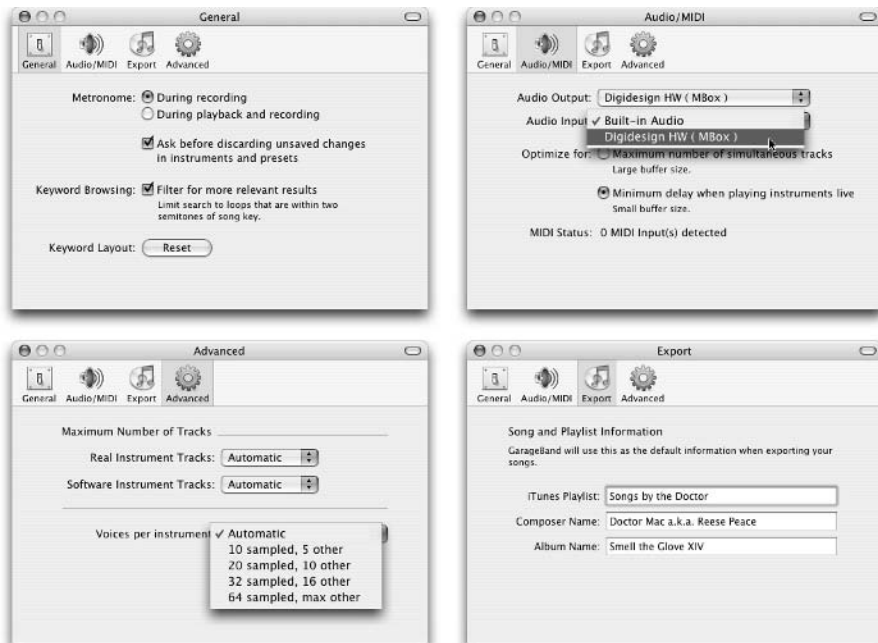 General
General Audio/MIDI Export Advanced
Metronome: During recording
During playback and recording
Ask before discarding unsaved changes
in instruments and presets
Keyword Browsing: Filter for more relevant results
Limit search to loops that are within two
semitones of song key.
Keyword Layout: Reset
Audio/MIDI
General Audio/MIDI Export Advanced
Audio Output: Digidesign HW ( MBox )
Audio Input ✓ Built-in Audio
Digidesign HW ( MBox )
Optimize for: Maximum number of simultaneous tracks
Large buffer size.
Minimum delay when playing instruments live
Small buffer size.
MIDI Status: 0 MIDI Input(s) detected
Advanced
General Audio/MIDI Export Advanced
Maximum Number of Tracks
Real Instrument Tracks: Automatic
Software Instrument Tracks: Automatic
Voices per instrument ✓ Automatic
10 sampled, 5 other
20 sampled, 10 other
32 sampled, 16 other
64 sampled, max other
Export
General Audio/MIDI Export Advanced
Song and Playlist Information
GarageBand will use this as the default information when exporting your
songs.
iTunes Playlist: Songs by the Doctor
Composer Name: Doctor Mac a.k.a. Reese Peace
Album Name: Smell the Glove XIV